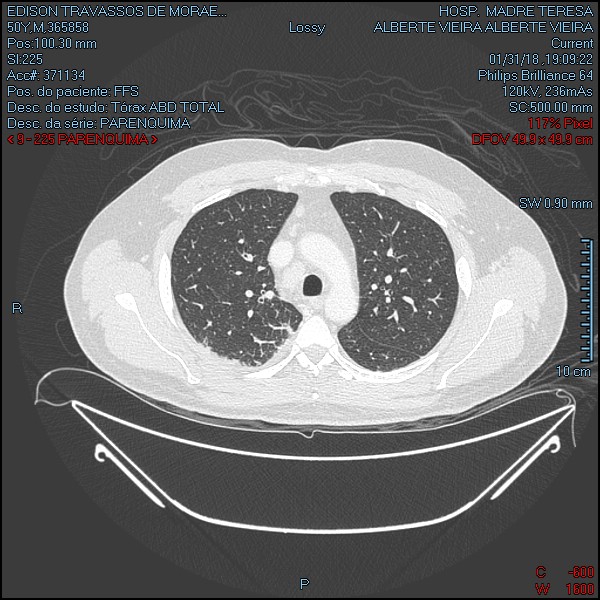 EDISON TRAVASSOS DE MORAE...
50Y,M,365858
Pos:100.30 mm
SI:225
Acc#: 371134
Pos. do paciente: FFS
Desc. do estudo: Tórax ABD TOTAL
Desc. da série: PARENQUIMA
< 9 - 225 PARENQUIMA >
Lossy
HOSP. MADRE TERESA
ALBERTE VIEIRA ALBERTE VIEIRA
Current
01/31/18 ,19:09:22
Philips Brilliance 64
120kV, 236mAs
SC:500.00 mm
117% Pixel
DFOV 49.9 x 49.9 cm
SW 0.90 mm
R
10 cm
P
C -600
W 1600